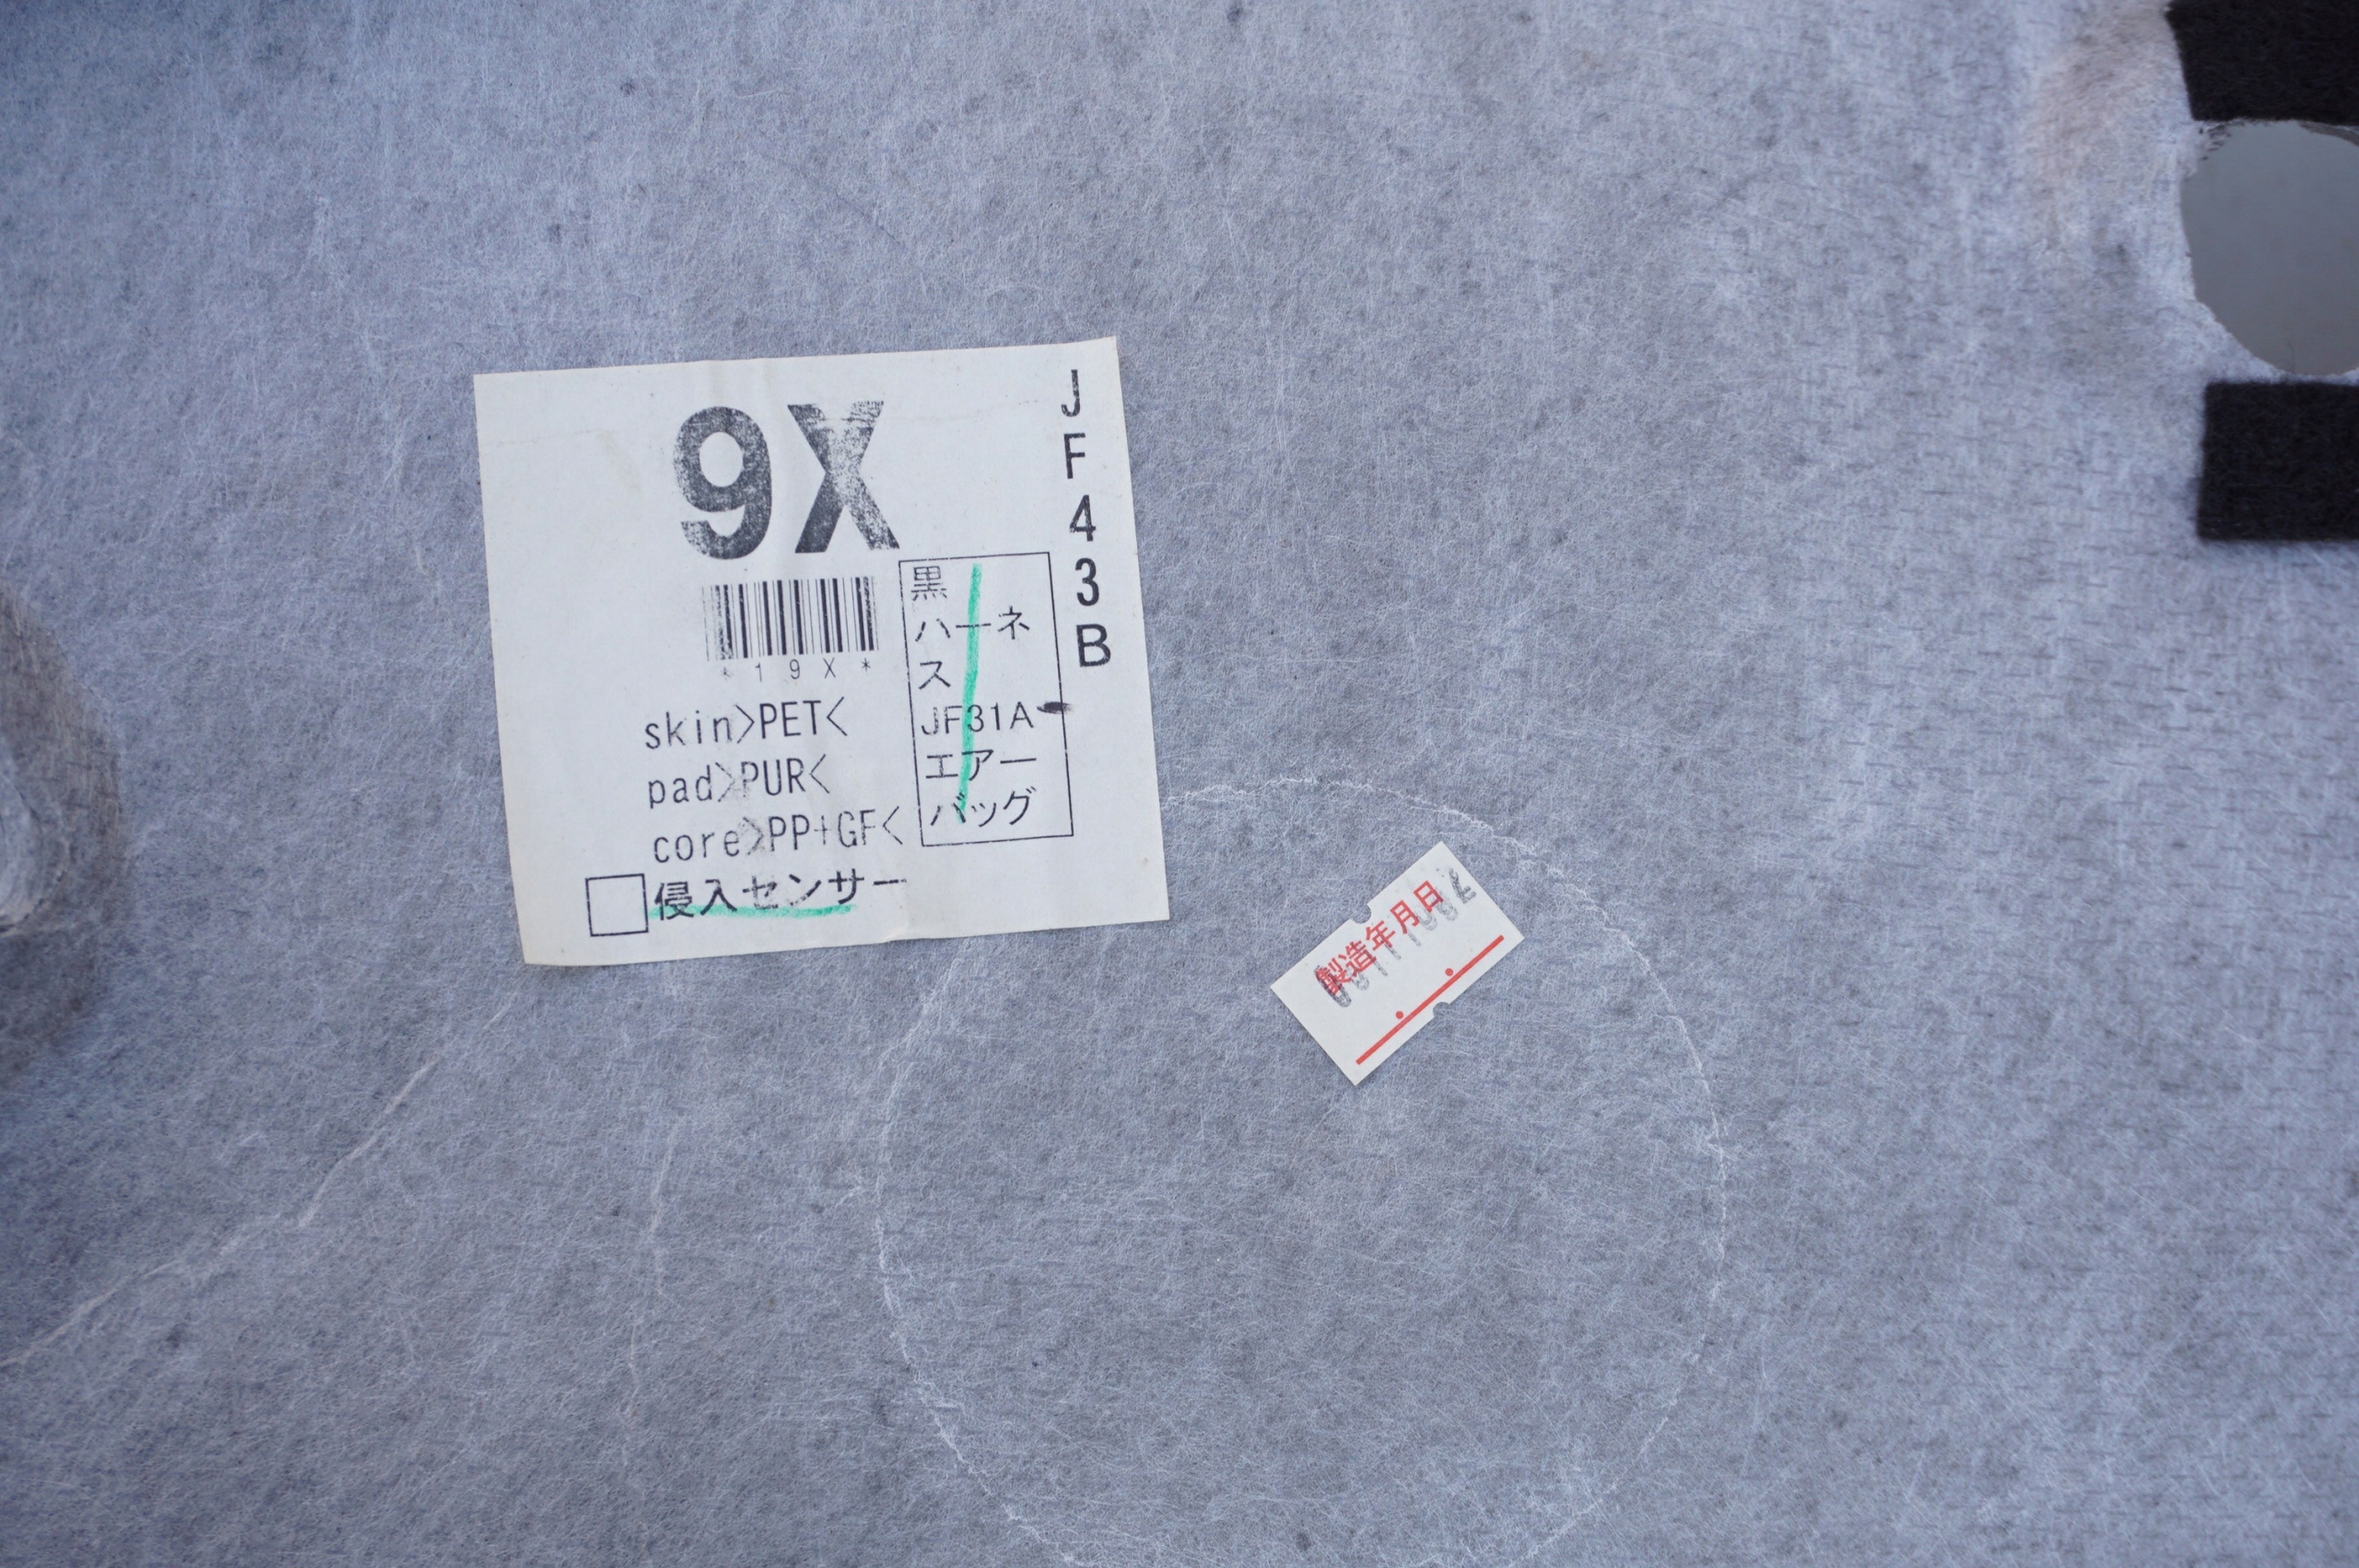 9X
JF43B
*19X*
黒
ハーネ
ス
JF31A
エアー
バッグ
skin>PET<
pad>PUR<
core>PP+GF<
侵入センサー
製造年月日